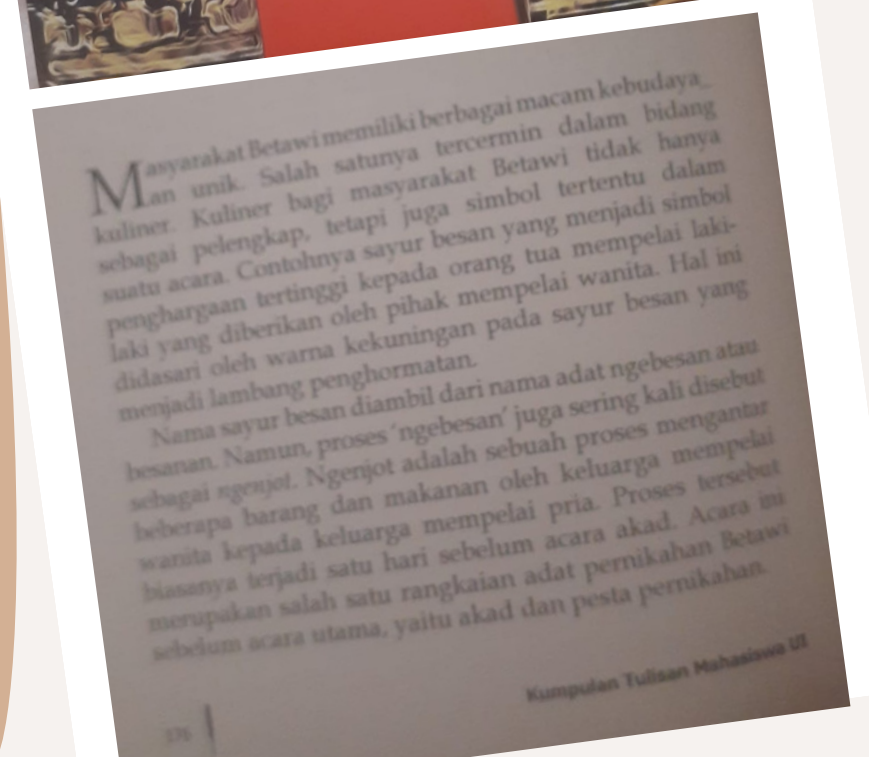 Masyarakat Betawi memiliki berbagai macam kebudaya_
an unik. Salah satunya tercermin dalam bidang
kuliner. Kuliner bagi masyarakat Betawi tidak hanya
sebagai pelengkap, tetapi juga simbol tertentu dalam
suatu acara. Contohnya sayur besan yang menjadi simbol
penghargaan tertinggi kepada orang tua mempelai laki-
laki yang diberikan oleh pihak mempelai wanita. Hal ini
didasari oleh warna kekuningan pada sayur besan yang
menjadi lambang penghormatan.
Nama sayur besan diambil dari nama adat ngebesan atau
besanan. Namun, proses 'ngebesan' juga sering kali disebut
sebagai ngenjot. Ngenjot adalah sebuah proses mengantar
beberapa barang dan makanan oleh keluarga mempelai
wanita kepada keluarga mempelai pria. Proses tersebut
biasanya terjadi satu hari sebelum acara akad. Acara ini
merupakan salah satu rangkaian adat pernikahan Betawi
sebelum acara utama, yaitu akad dan pesta pernikahan.
Kumpulan Tulisan Mahasiswa UI
176